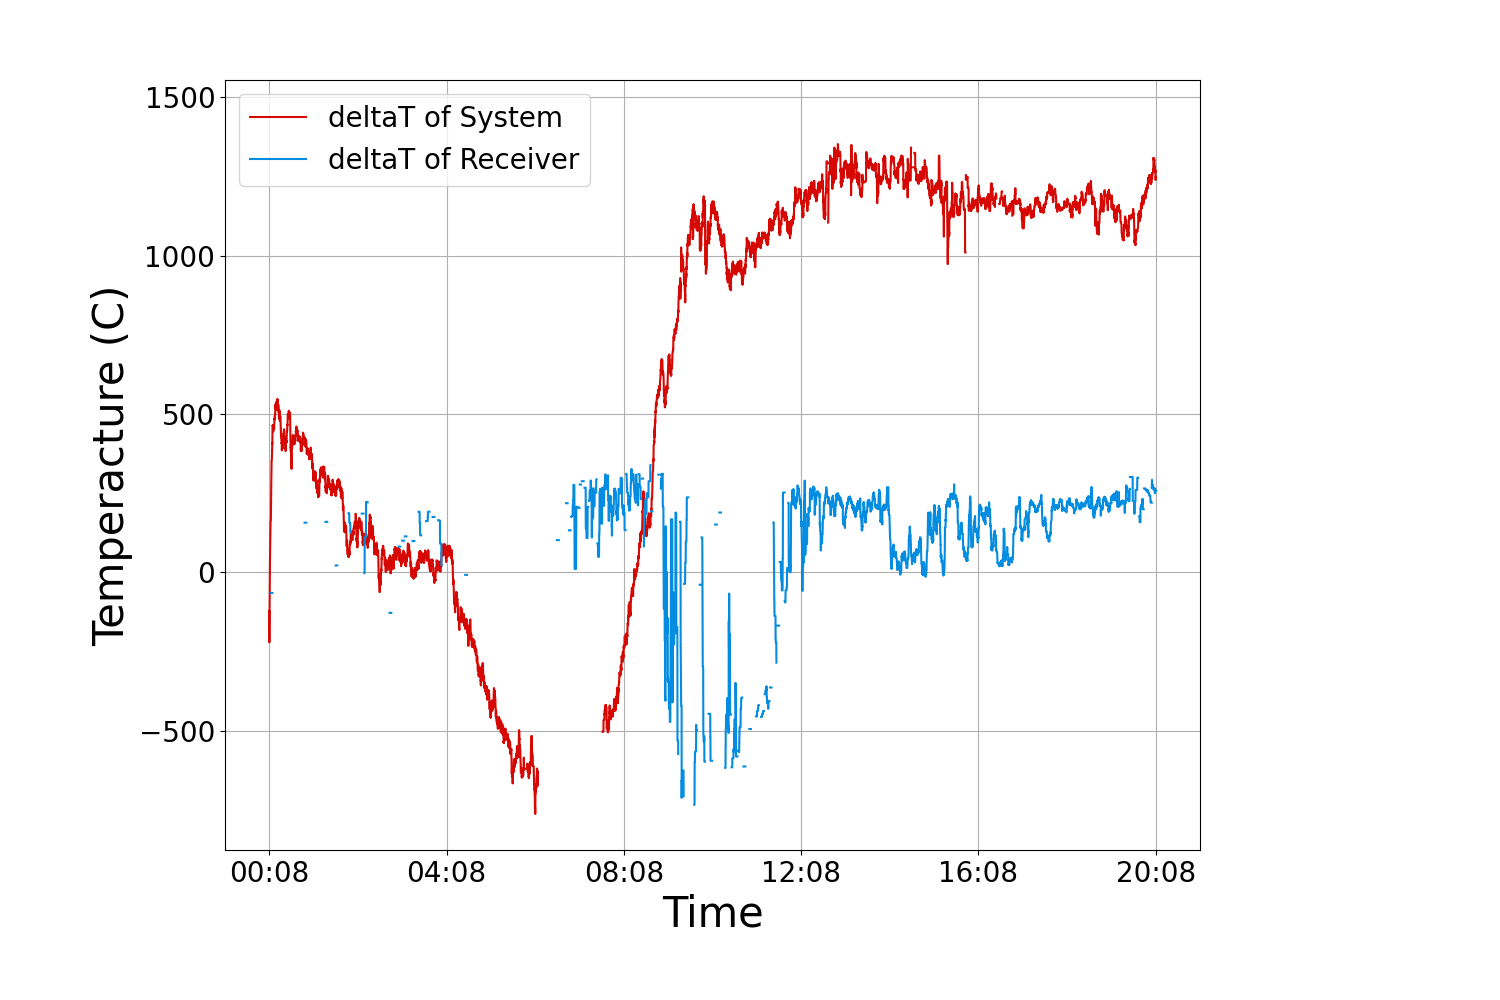 1500
1000
500
0
−500
deltaT of System
deltaT of Receiver
Temperacture (C)
00:08 04:08 08:08 12:08 16:08 20:08
Time